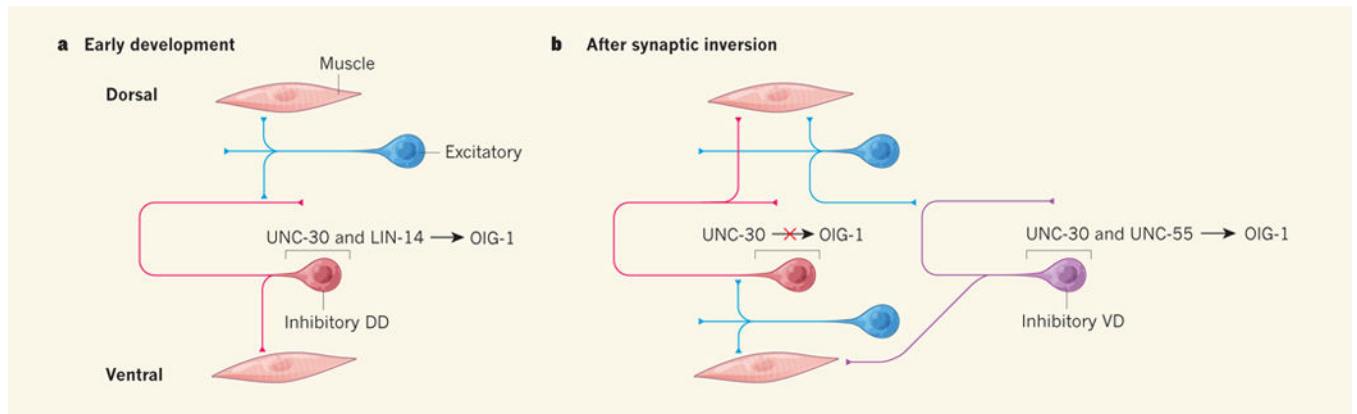 a Early development
Muscle
Dorsal
Excitatory
UNC-30 and LIN-14 → OIG-1
Inhibitory DD
Ventral
b After synaptic inversion
UNC-30 → OIG-1
UNC-30 and UNC-55 → OIG-1
Inhibitory VD